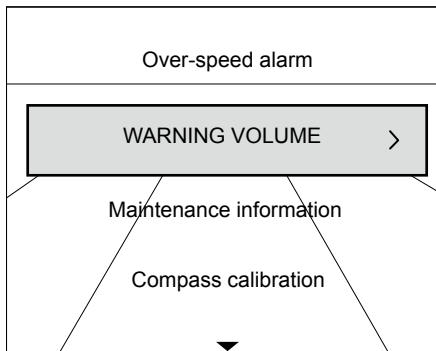 Over-speed alarm
WARNING VOLUME
Maintenance information
Compass calibration